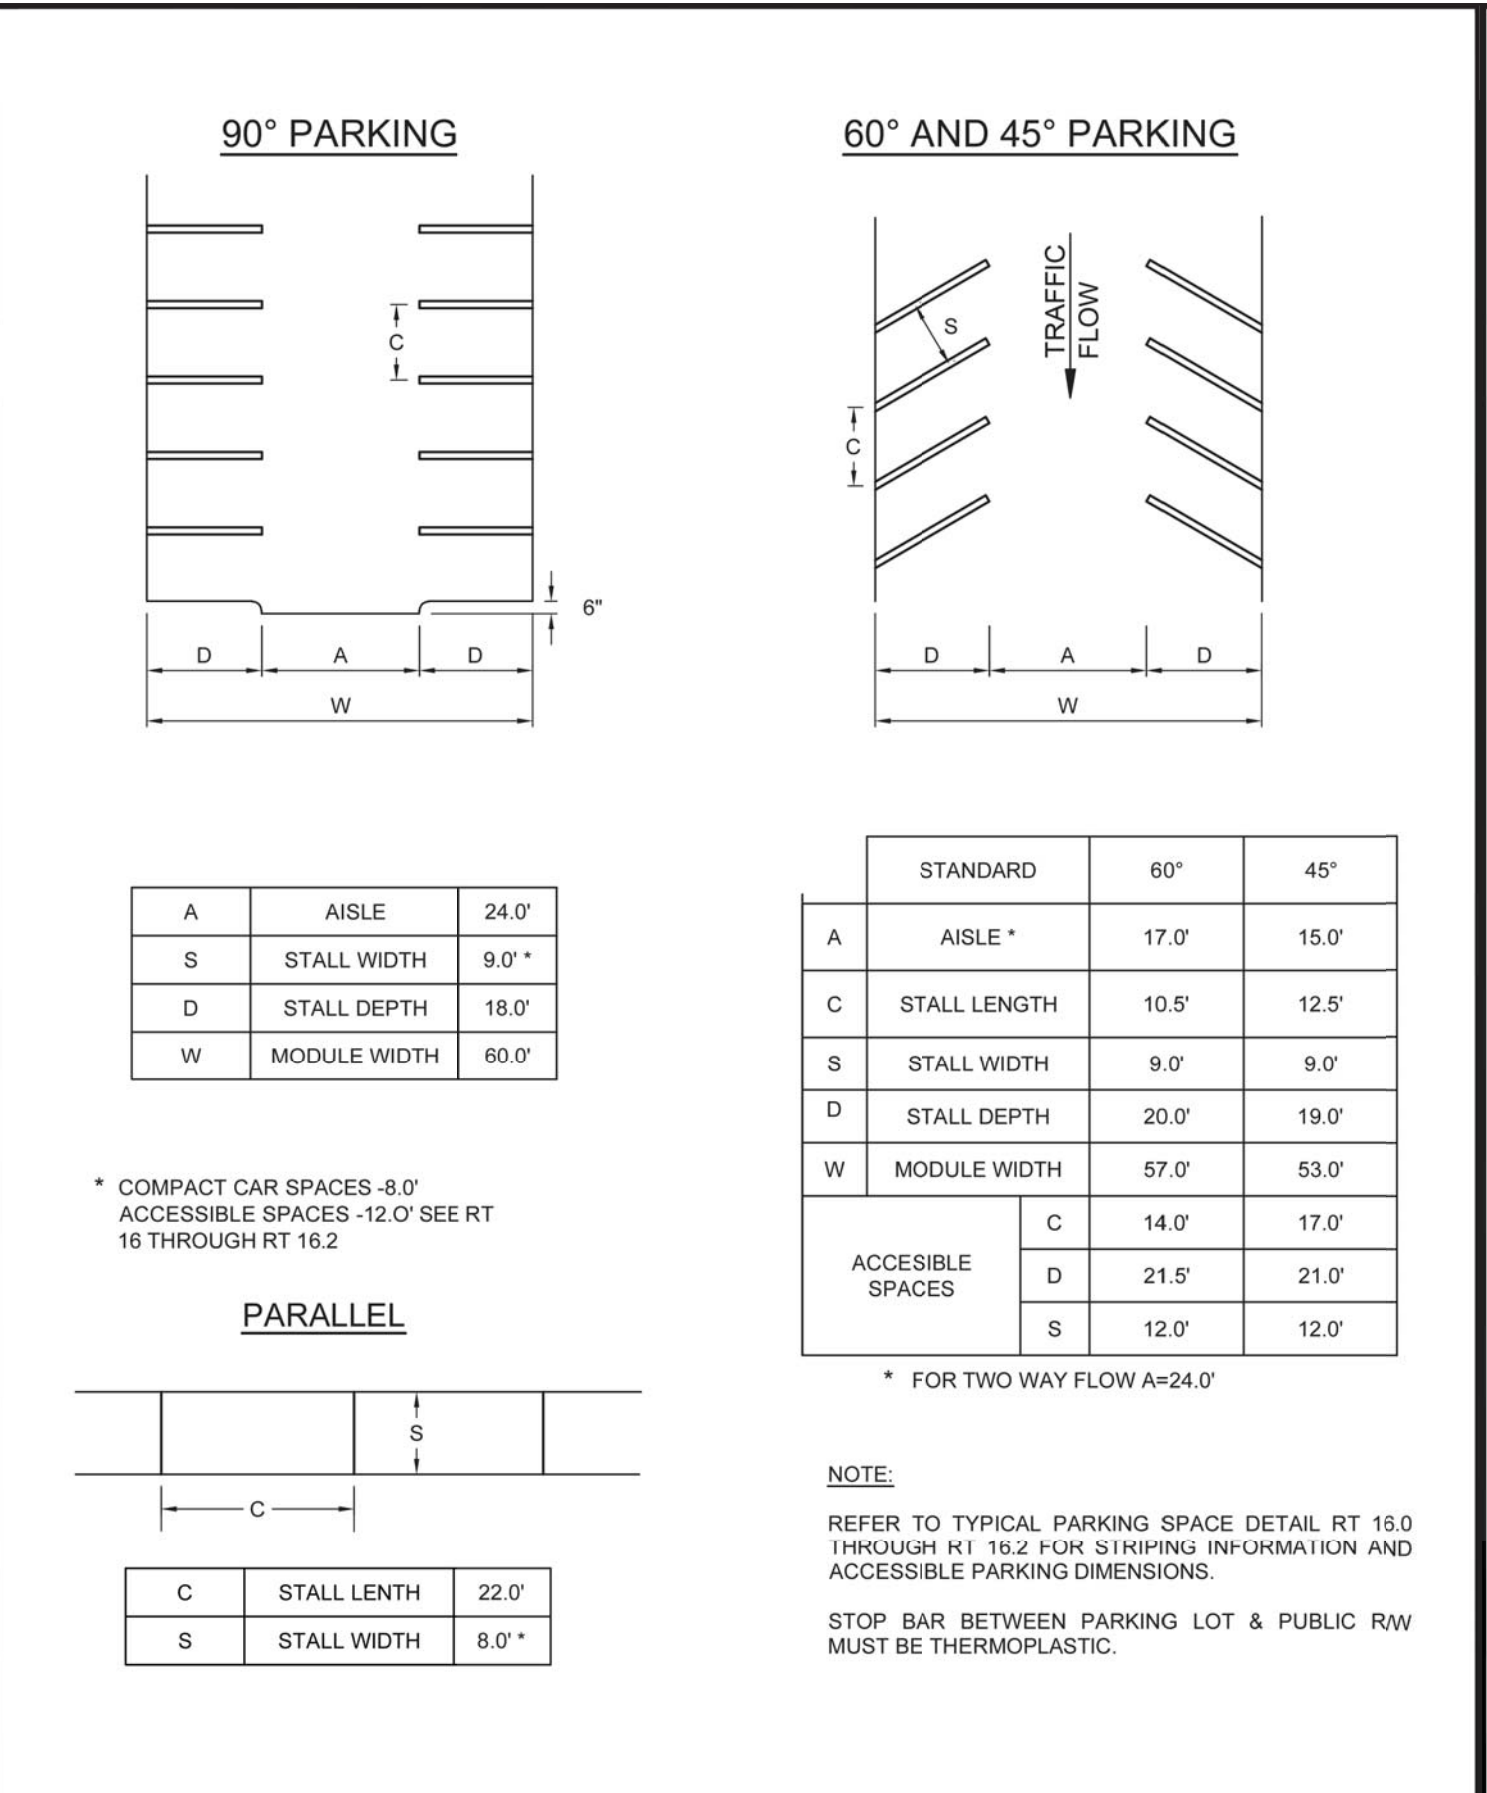 90° PARKING
C
6"
D A D
W
A AISLE 24.0'
S STALL WIDTH 9.0' *
D STALL DEPTH 18.0'
W MODULE WIDTH 60.0'
* COMPACT CAR SPACES -8.0'
ACCESSIBLE SPACES -12.O' SEE RT
16 THROUGH RT 16.2
PARALLEL
S
C
C STALL LENTH 22.0'
S STALL WIDTH 8.0' *
60° AND 45° PARKING
TRAFFIC
FLOW
S
C
D A D
W
STANDARD 60° 45°
A AISLE * 17.0' 15.0'
C STALL LENGTH 10.5' 12.5'
S STALL WIDTH 9.0' 9.0'
D STALL DEPTH 20.0' 19.0'
W MODULE WIDTH 57.0' 53.0'
ACCESIBLE
SPACES
C 14.0' 17.0'
D 21.5' 21.0'
S 12.0' 12.0'
* FOR TWO WAY FLOW A=24.0'
NOTE:
REFER TO TYPICAL PARKING SPACE DETAIL RT 16.0
THROUGH RT 16.2 FOR STRIPING INFORMATION AND
ACCESSIBLE PARKING DIMENSIONS.
STOP BAR BETWEEN PARKING LOT & PUBLIC R/W
MUST BE THERMOPLASTIC.